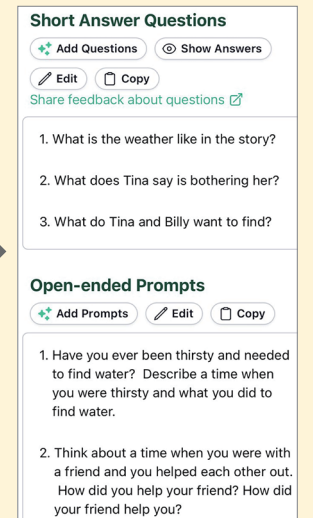 Short Answer Questions
Add Questions
Show Answers
Edit
Copy
Share feedback about questions
1. What is the weather like in the story?
2. What does Tina say is bothering her?
3. What do Tina and Billy want to find?
Open-ended Prompts
Add Prompts
Edit
Copy
1. Have you ever been thirsty and needed
to find water? Describe a time when
you were thirsty and what you did to
find water.
2. Think about a time when you were with
a friend and you helped each other out.
How did you help your friend? How did
your friend help you?